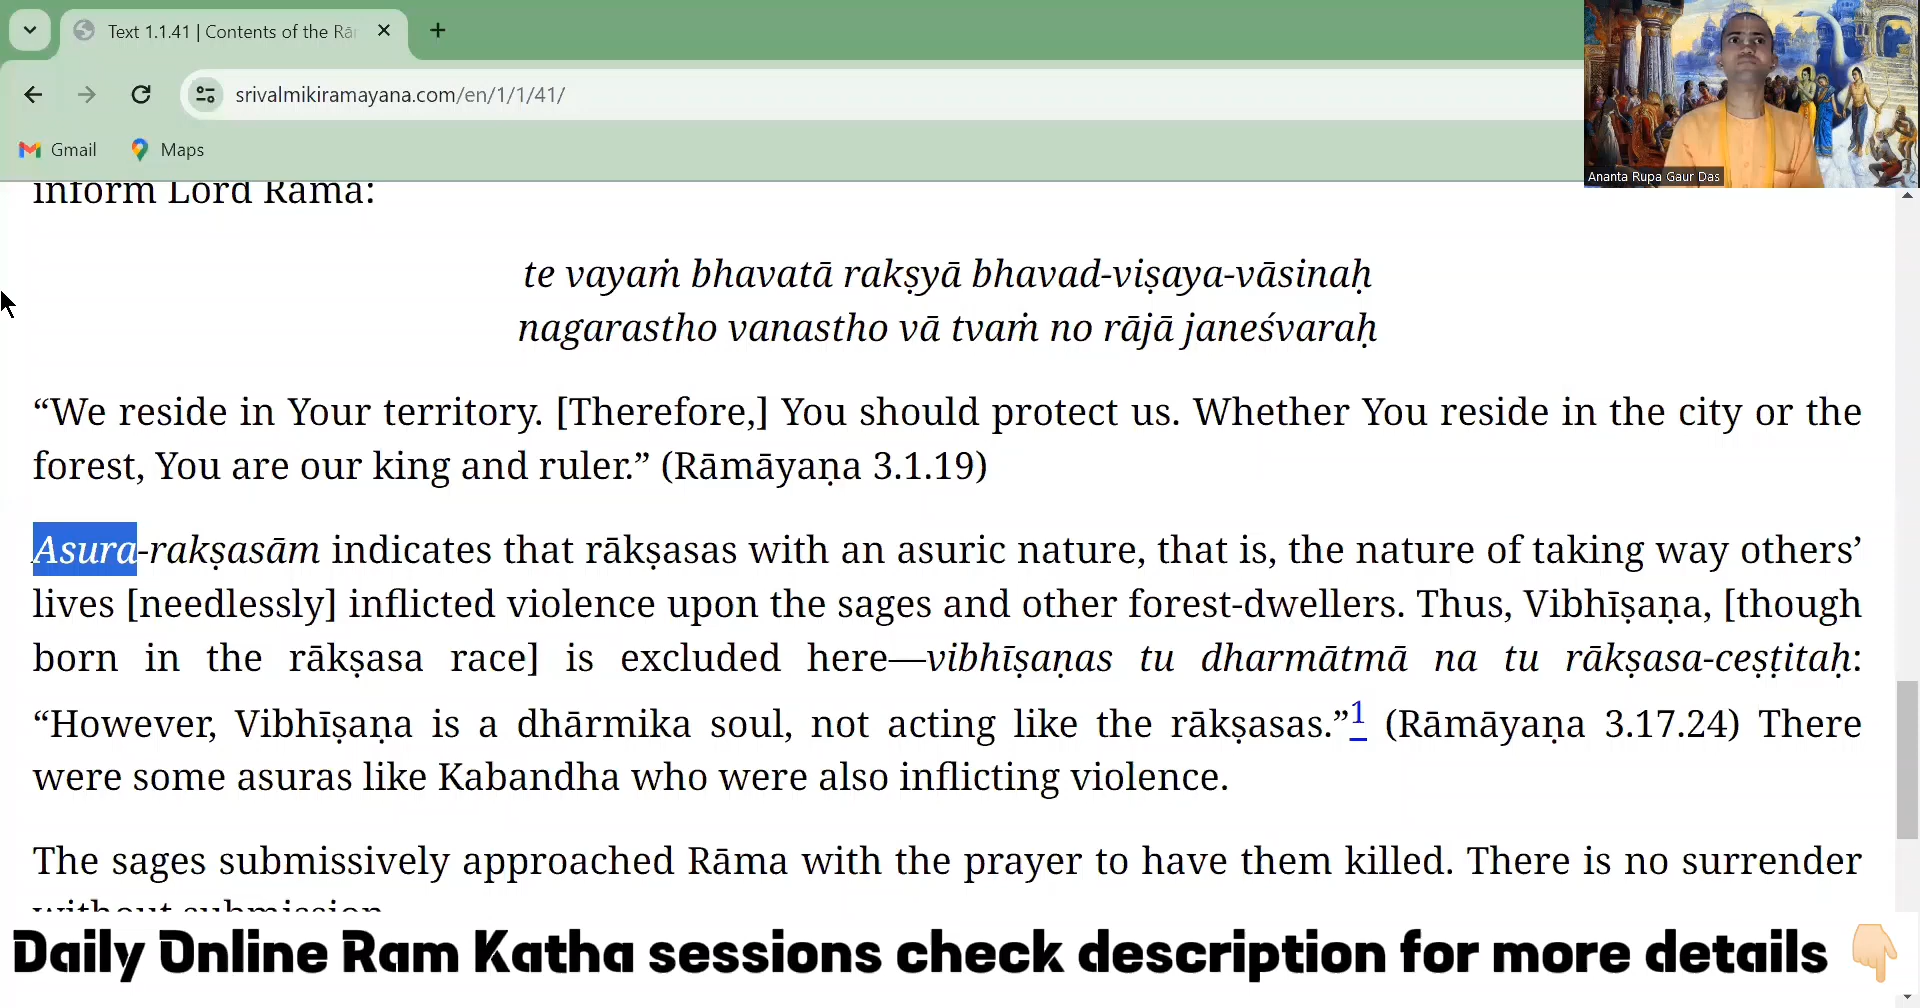 Text 1.1.41 | Contents of the Rā
srivalmikiramayana.com/en/1/1/41/
Gmail Maps
Ananta Rupa Gaur Das
inform Lord Rāma:
te vayaṁ bhavatā rakṣyā bhavad-viṣaya-vāsinaḥ
nagarastho vanastho vā tvaṁ no rājā janeśvaraḥ
“We reside in Your territory. [Therefore,] You should protect us. Whether You reside in the city or the
forest, You are our king and ruler.” (Rāmāyaṇa 3.1.19)
Asura-rakṣasām indicates that rākṣasas with an asuric nature, that is, the nature of taking way others’
lives [needlessly] inflicted violence upon the sages and other forest-dwellers. Thus, Vibhīṣaṇa, [though
born in the rākṣasa race] is excluded here—vibhīṣaṇas tu dharmātmā na tu rākṣasa-ceṣṭitaḥ:
“However, Vibhīṣaṇa is a dhārmika soul, not acting like the rākṣasas.”1 (Rāmāyaṇa 3.17.24) There
were some asuras like Kabandha who were also inflicting violence.
The sages submissively approached Rāma with the prayer to have them killed. There is no surrender
without submission.
Daily Online Ram Katha sessions check description for more details